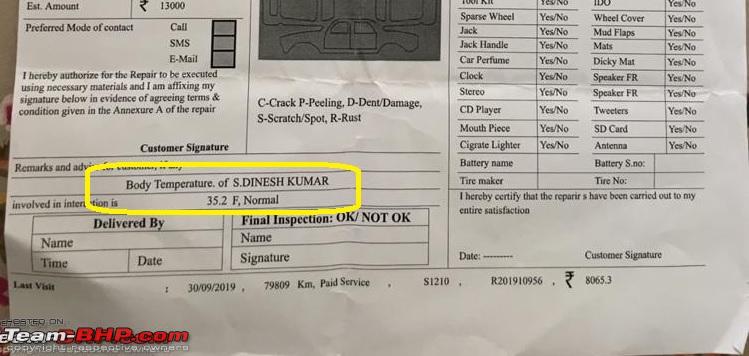 Est. Amount ₹ 13000
Preferred Mode of contact Call
SMS
E-Mail
I hereby authorize for the Repair to be executed
using necessary materials and I am affixing my
signature below in evidence of agreeing terms &
condition given in the Annexure A of the repair
Customer Signature
C-Crack P-Peeling, D-Dent/Damage,
S-Scratch/Spot, R-Rust
Tool Kit Yes/No IDO Yes/No
Sparse Wheel Yes/No Wheel Cover Yes/No
Jack Yes/No Mud Flaps Yes/No
Jack Handle Yes/No Mats Yes/No
Car Perfume Yes/No Dicky Mat Yes/No
Clock Yes/No Speaker FR Yes/No
Stereo Yes/No Speaker FR Yes/No
CD Player Yes/No Tweeters Yes/No
Mouth Piece Yes/No SD Card Yes/No
Cigrate Lighter Yes/No Antenna Yes/No
Battery name Battery S.no:
Tire maker Tire No:
I hereby certify that the repairir s have been carried out to my
entire satisfaction
Date: -------- Customer Signature
Remarks and
Body Temperature. of S.DINESH KUMAR
involved in is 35.2 F, Normal
Delivered By
Name
Time Date
Final Inspection: OK/ NOT OK
Name
Signature
Last Visit : 30/09/2019 , 79809 Km, Paid Service , S1210 , R201910956 , ₹ 8065.3
Team-BHP.com
copyright respective owners